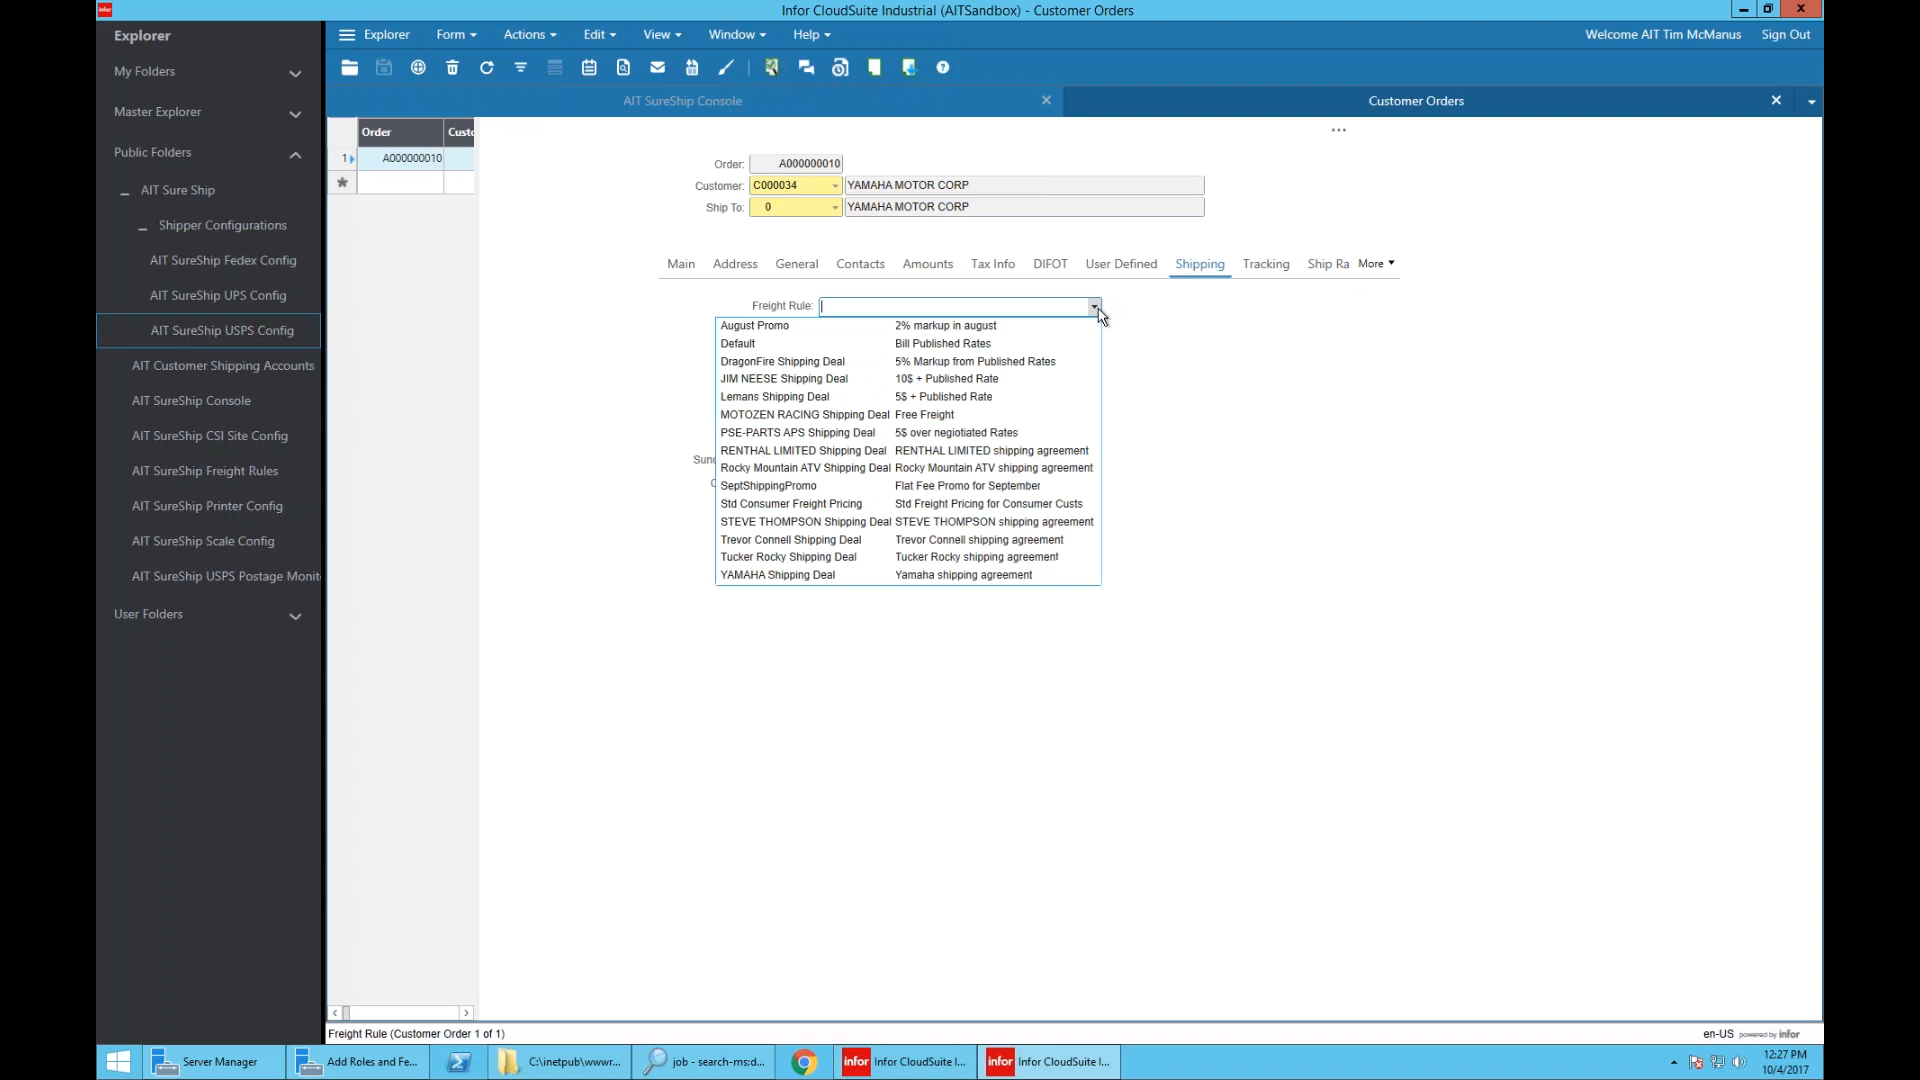 infor
Infor CloudSuite Industrial (AITSandbox) - Customer Orders
Explorer
My Folders
Master Explorer
Public Folders
AIT Sure Ship
Shipper Configurations
AIT SureShip Fedex Config
AIT SureShip UPS Config
AIT SureShip USPS Config
AIT Customer Shipping Accounts
AIT SureShip Console
AIT SureShip CSI Site Config
AIT SureShip Freight Rules
AIT SureShip Printer Config
AIT SureShip Scale Config
AIT SureShip USPS Postage Monit
User Folders
Explorer Form Actions Edit View Window Help
Welcome AIT Tim McManus Sign Out
AIT SureShip Console
Customer Orders
Order Custo
1 A000000010
Order: A000000010
Customer: C000034 YAMAHA MOTOR CORP
Ship To: 0 YAMAHA MOTOR CORP
Main Address General Contacts Amounts Tax Info DIFOT User Defined Shipping Tracking Ship Ra More
Freight Rule:
August Promo 2% markup in august
Default Bill Published Rates
DragonFire Shipping Deal 5% Markup from Published Rates
JIM NEESE Shipping Deal 10$ + Published Rate
Lemans Shipping Deal 5$ + Published Rate
MOTOZEN RACING Shipping Deal Free Freight
PSE-PARTS APS Shipping Deal 5$ over negiotiated Rates
RENTHAL LIMITED Shipping Deal RENTHAL LIMITED shipping agreement
Sund
Rocky Mountain ATV Shipping Deal Rocky Mountain ATV shipping agreement
SeptShippingPromo Flat Fee Promo for September
Std Consumer Freight Pricing Std Freight Pricing for Consumer Custs
STEVE THOMPSON Shipping Deal STEVE THOMPSON shipping agreement
Trevor Connell Shipping Deal Trevor Connell shipping agreement
Tucker Rocky Shipping Deal Tucker Rocky shipping agreement
YAMAHA Shipping Deal Yamaha shipping agreement
Freight Rule (Customer Order 1 of 1)
en-US powered by infor
Server Manager
Add Roles and Fe...
C:\inetpub\wwwr...
job - search-ms:d...
infor Infor CloudSuite I...
infor Infor CloudSuite I...
12:27 PM
10/4/2017